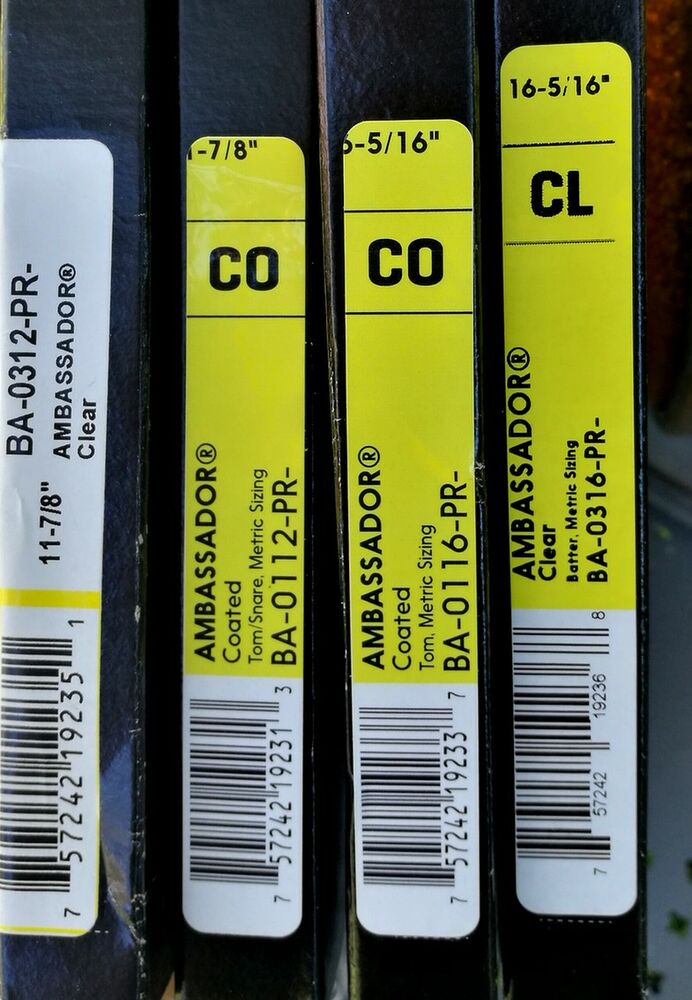 BA-0312-PR-
AMBASSADOR®
Clear
11-7/8"
7 57242 19235 1
-7/8"
CO
AMBASSADOR®
Coated
Tom/Snare, Metric Sizing
BA-0112-PR-
7 57242 19231 3
-5/16"
CO
AMBASSADOR®
Coated
Tom, Metric Sizing
BA-0116-PR-
7 57242 19233 7
16-5/16"
CL
AMBASSADOR®
Clear
Batter, Metric Sizing
BA-0316-PR-
7 57242 19236 8